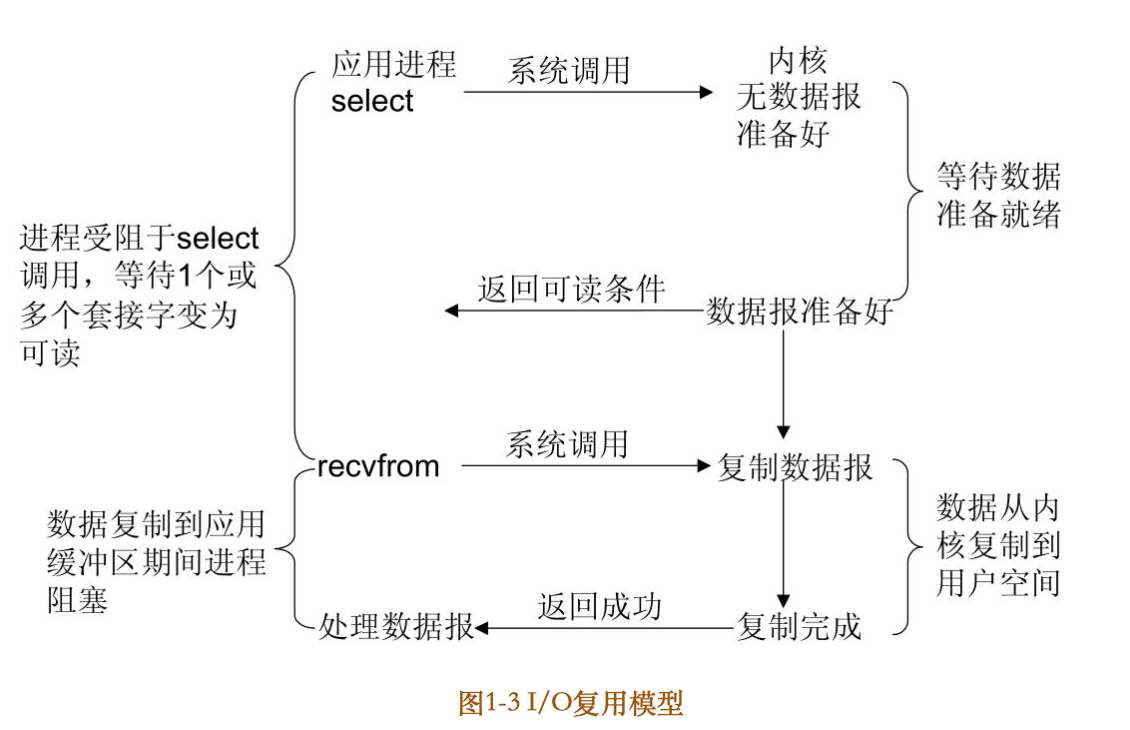 应用进程
select
系统调用
内核
无数据报
准备好
等待数据
准备就绪
进程受阻于select
调用，等待1个或
多个套接字变为
可读
返回可读条件
数据报准备好
recvfrom
系统调用
复制数据报
数据复制到应用
缓冲区期间进程
阻塞
数据从内
核复制到
用户空间
处理数据报
返回成功
复制完成
图1-3 I/O复用模型